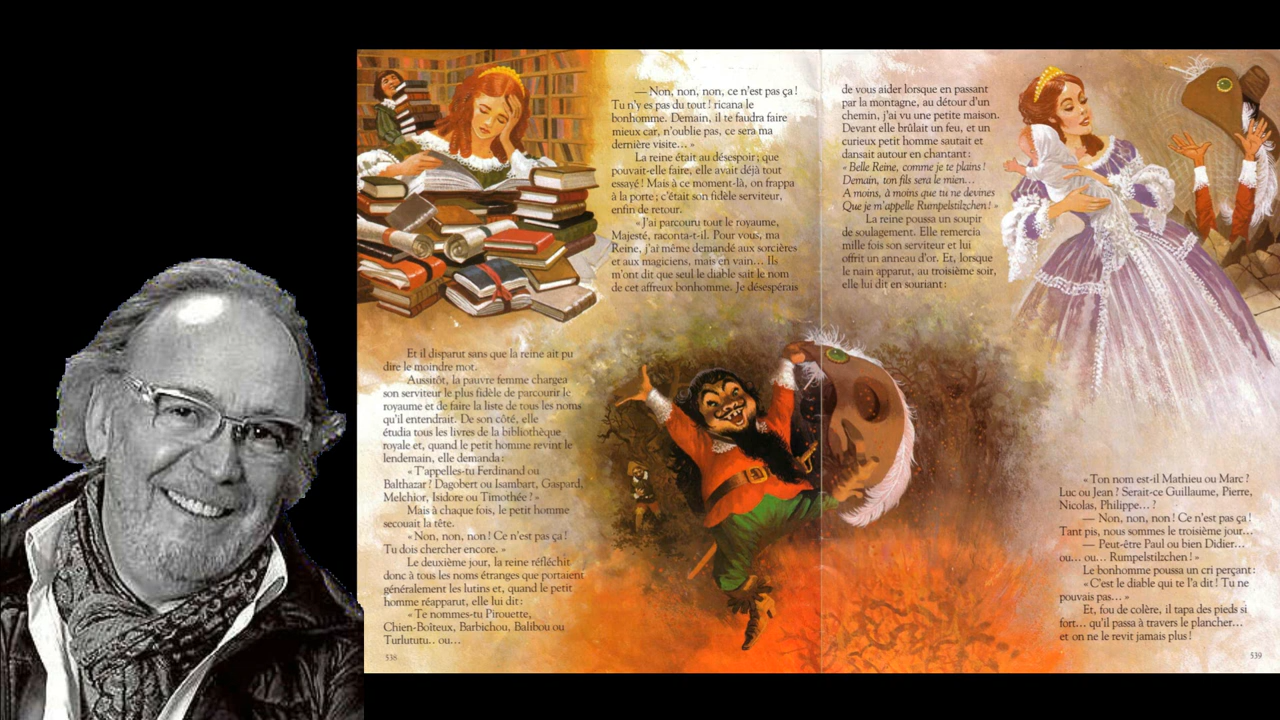 Et il disparut sans que la reine ait pu
dire le moindre mot.
Aussitôt, la pauvre femme chargea
son serviteur le plus fidèle de parcourir le
royaume et de faire la liste de tous les noms
qu'il entendrait. De son côté, elle
étudia tous les livres de la bibliothèque
royale et, quand le petit homme revint le
lendemain, elle demanda :
« T'appelles-tu Ferdinand ou
Balthazar ? Dagobert ou Isambart, Gaspard,
Melchior, Isidore ou Timothée ? »
Mais à chaque fois, le petit homme
secouait la tête.
« Non, non, non ! Ce n'est pas ça !
Tu dois chercher encore. »
Le deuxième jour, la reine réfléchit
donc à tous les noms étranges que portaient
généralement les lutins et, quand le petit
homme réapparut, elle lui dit :
« Te nommes-tu Pirouette,
Chien-Boiteux, Barbichou, Balibou ou
Turlututu.. ou...
538
— Non, non, non, ce n'est pas ça !
Tu n'y es pas du tout ! ricana le
bonhomme. Demain, il te faudra faire
mieux car, n'oublie pas, ce sera ma
dernière visite... »
La reine était au désespoir ; que
pouvait-elle faire, elle avait déjà tout
essayé ! Mais à ce moment-là, on frappa
à la porte ; c'était son fidèle serviteur,
enfin de retour.
« J'ai parcouru tout le royaume,
Majesté, raconta-t-il. Pour vous, ma
Reine, j'ai même demandé aux sorcières
et aux magiciens, mais en vain... Ils
m'ont dit que seul le diable sait le nom
de cet affreux bonhomme. Je désespérais
de vous aider lorsque en passant
par la montagne, au détour d'un
chemin, j'ai vu une petite maison.
Devant elle brûlait un feu, et un
curieux petit homme sautait et
dansait autour en chantant :
« Belle Reine, comme je te plains !
Demain, ton fils sera le mien...
A moins, à moins que tu ne devines
Que je m'appelle Rumpelstilzchen ! »
La reine poussa un soupir
de soulagement. Elle remercia
mille fois son serviteur et lui
offrit un anneau d'or. Et, lorsque
le nain apparut, au troisième soir,
elle lui dit en souriant :
« Ton nom est-il Mathieu ou Marc ?
Luc ou Jean ? Serait-ce Guillaume, Pierre,
Nicolas, Philippe... ?
— Non, non, non ! Ce n'est pas ça !
Tant pis, nous sommes le troisième jour...
— Peut-être Paul ou bien Didier...
ou... ou... Rumpelstilzchen ! »
Le bonhomme poussa un cri perçant :
« C'est le diable qui te l'a dit ! Tu ne
pouvais pas... »
Et, fou de colère, il tapa des pieds si
fort... qu'il passa à travers le plancher...
et on ne le revit jamais plus !
539